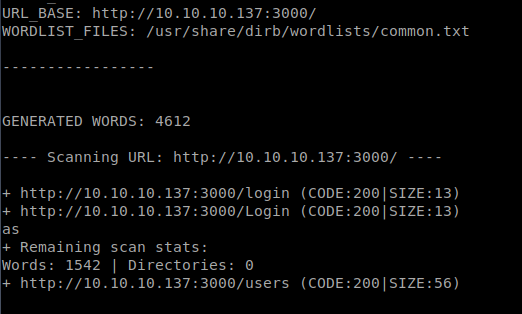 URL_BASE: http://10.10.10.137:3000/
WORDLIST_FILES: /usr/share/dirb/wordlists/common.txt
-----------------
GENERATED WORDS: 4612
---- Scanning URL: http://10.10.10.137:3000/ ----
+ http://10.10.10.137:3000/login (CODE:200|SIZE:13)
+ http://10.10.10.137:3000/Login (CODE:200|SIZE:13)
as
+ Remaining scan stats:
Words: 1542 | Directories: 0
+ http://10.10.10.137:3000/users (CODE:200|SIZE:56)